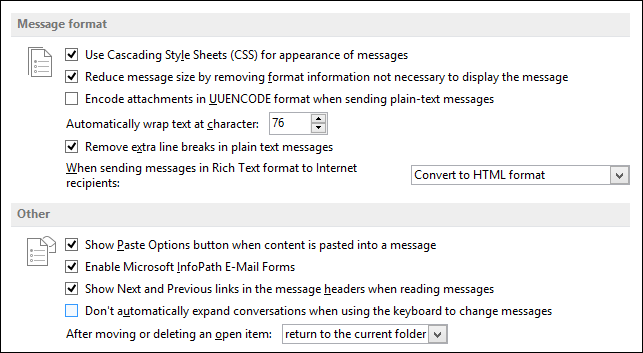 Message format
Use Cascading Style Sheets (CSS) for appearance of messages
Reduce message size by removing format information not necessary to display the message
Encode attachments in UUENCODE format when sending plain-text messages
Automatically wrap text at character: 76
Remove extra line breaks in plain text messages
When sending messages in Rich Text format to Internet
recipients: Convert to HTML format
Other
Show Paste Options button when content is pasted into a message
Enable Microsoft InfoPath E-Mail Forms
Show Next and Previous links in the message headers when reading messages
Don't automatically expand conversations when using the keyboard to change messages
After moving or deleting an open item: return to the current folder